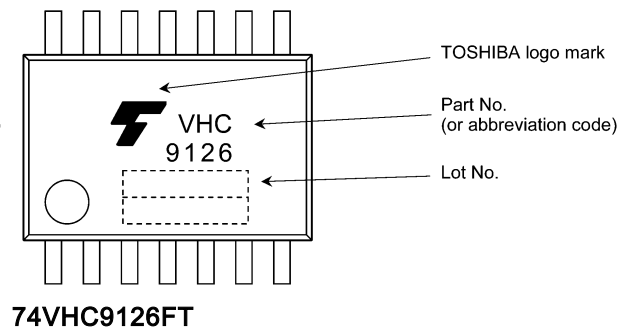 TOSHIBA logo mark
VHC
Part No.
(or abbreviation code)
9126
Lot No.
74VHC9126FT